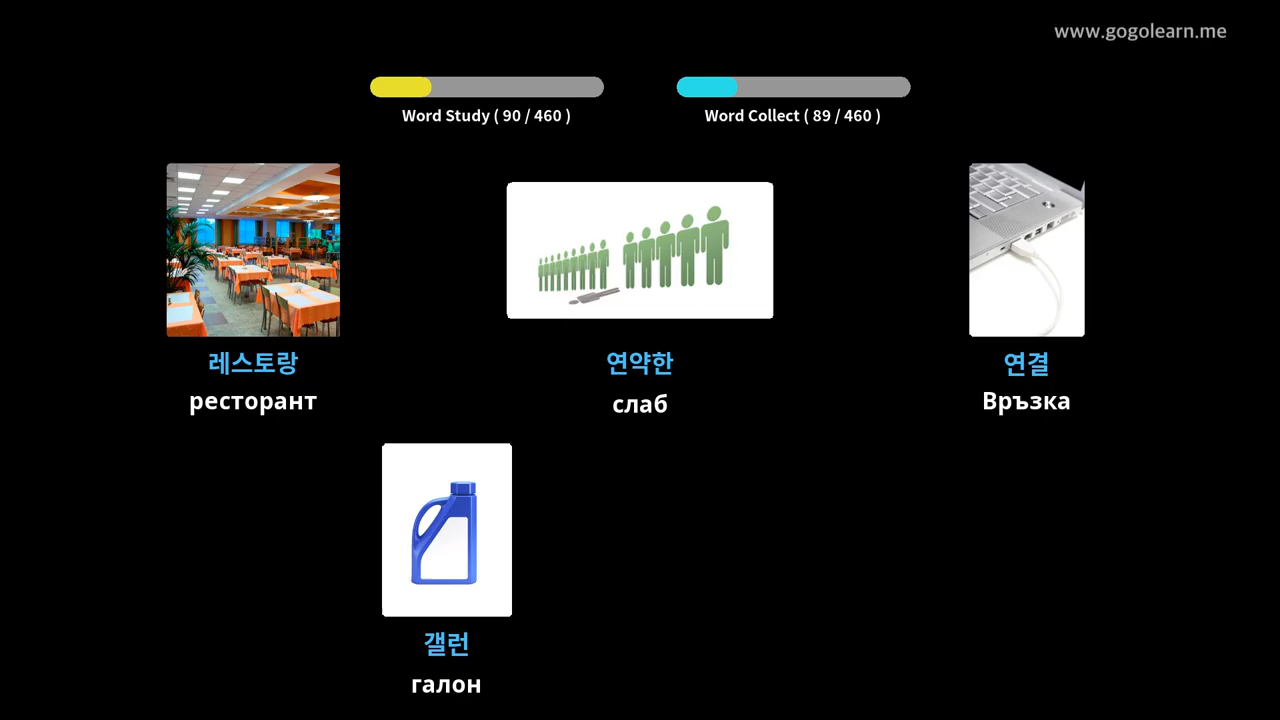 www.gogolearn.me
Word Study ( 90 / 460 )
Word Collect ( 89 / 460 )
레스토랑
ресторант
연약한
слаб
연결
Връзка
갤런
галон